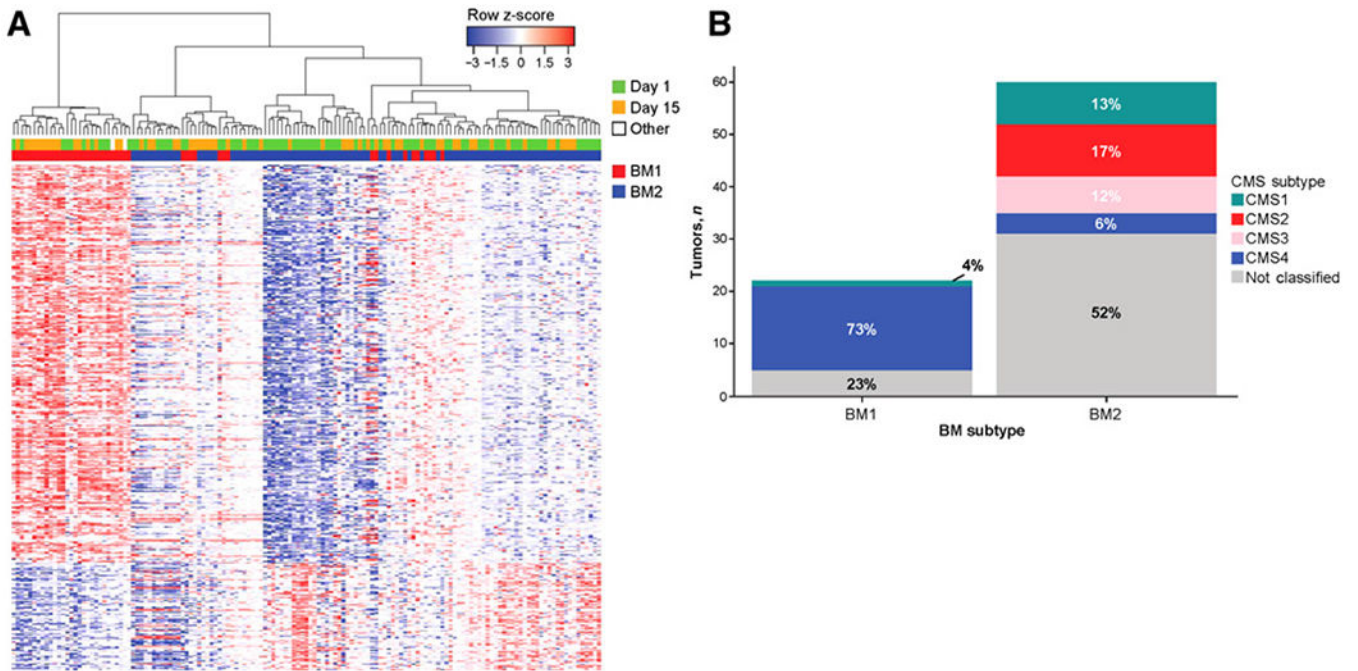 A
Row z-score
−3 −1.5 0 1.5 3
Day 1
Day 15
Other
BM1
BM2
B
60
50
40
30
20
10
0
Tumors, n
13%
17%
12%
6%
52%
4%
73%
23%
BM1
BM2
BM subtype
CMS subtype
CMS1
CMS2
CMS3
CMS4
Not classified